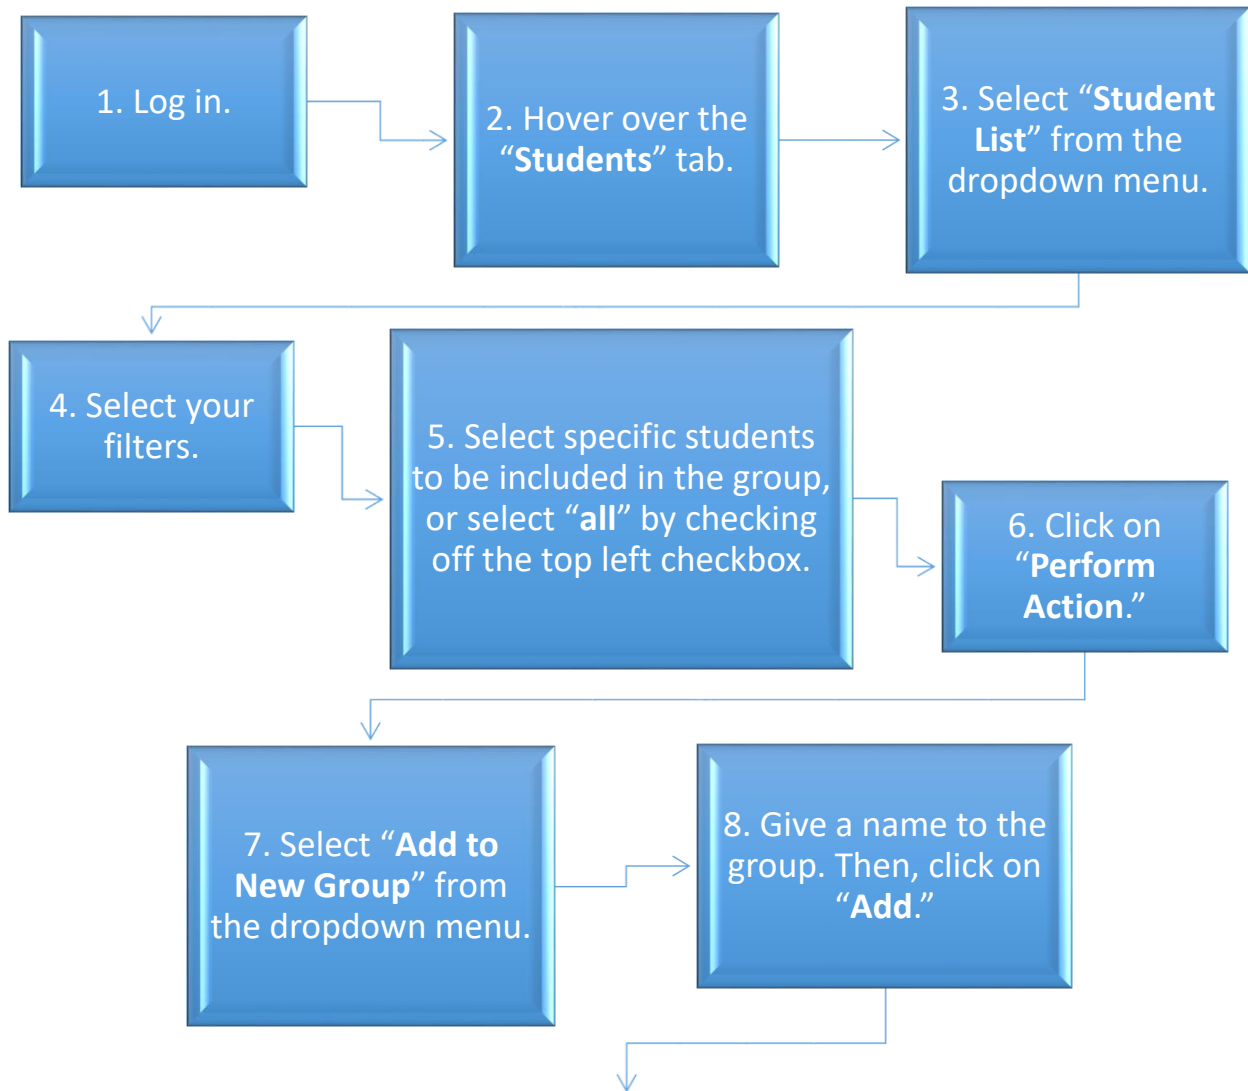 1. Log in.
2. Hover over the
“Students” tab.
3. Select “Student
List” from the
dropdown menu.
4. Select your
filters.
5. Select specific students
to be included in the group,
or select “all” by checking
off the top left checkbox.
6. Click on
“Perform
Action.”
7. Select “Add to
New Group” from
the dropdown menu.
8. Give a name to the
group. Then, click on
“Add.”